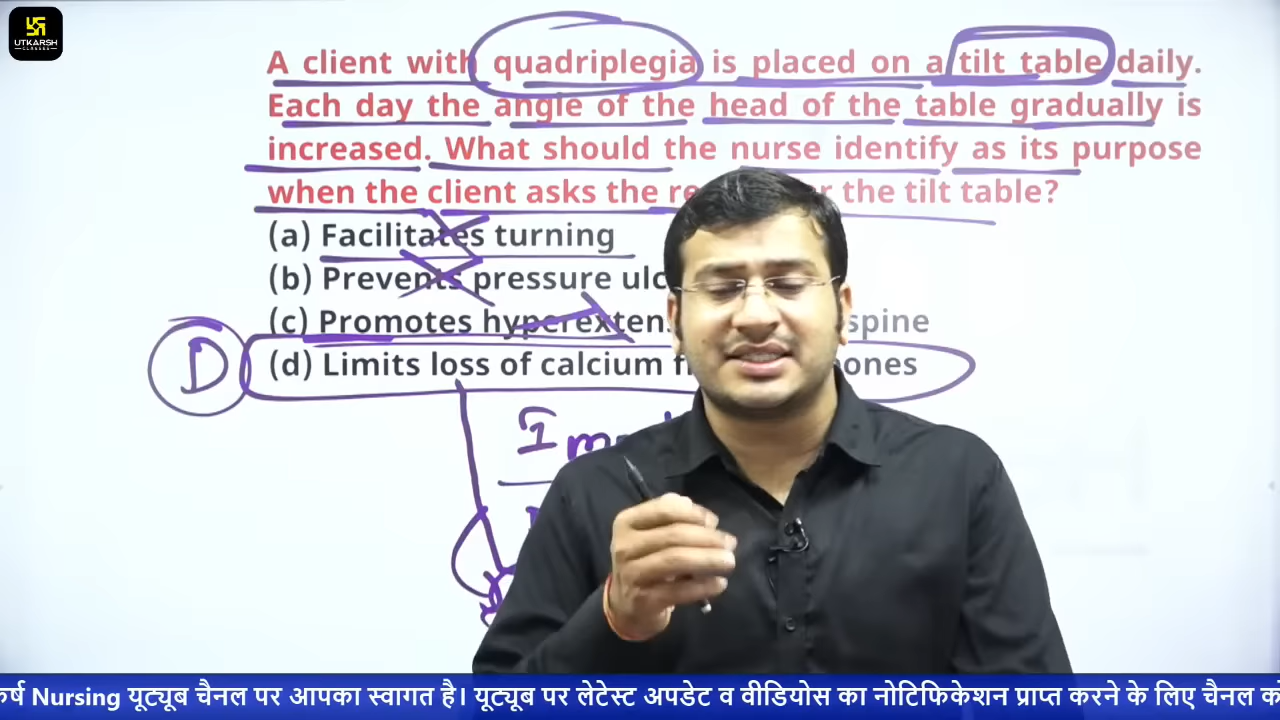 UTKARSH
CLASSES
A client with quadriplegia is placed on a tilt table daily.
Each day the angle of the head of the table gradually is
increased. What should the nurse identify as its purpose
when the client asks the the tilt table?
(a) Facilitates turning
(b) Prevents pressure
(c) Promotes spine
D (d) Limits loss of calcium
Nursing यूट्यूब चैनल पर आपका स्वागत है। यूट्यूब पर लेटेस्ट अपडेट व वीडियोस का नोटिफिकेशन प्राप्त करने के लिए चैनल